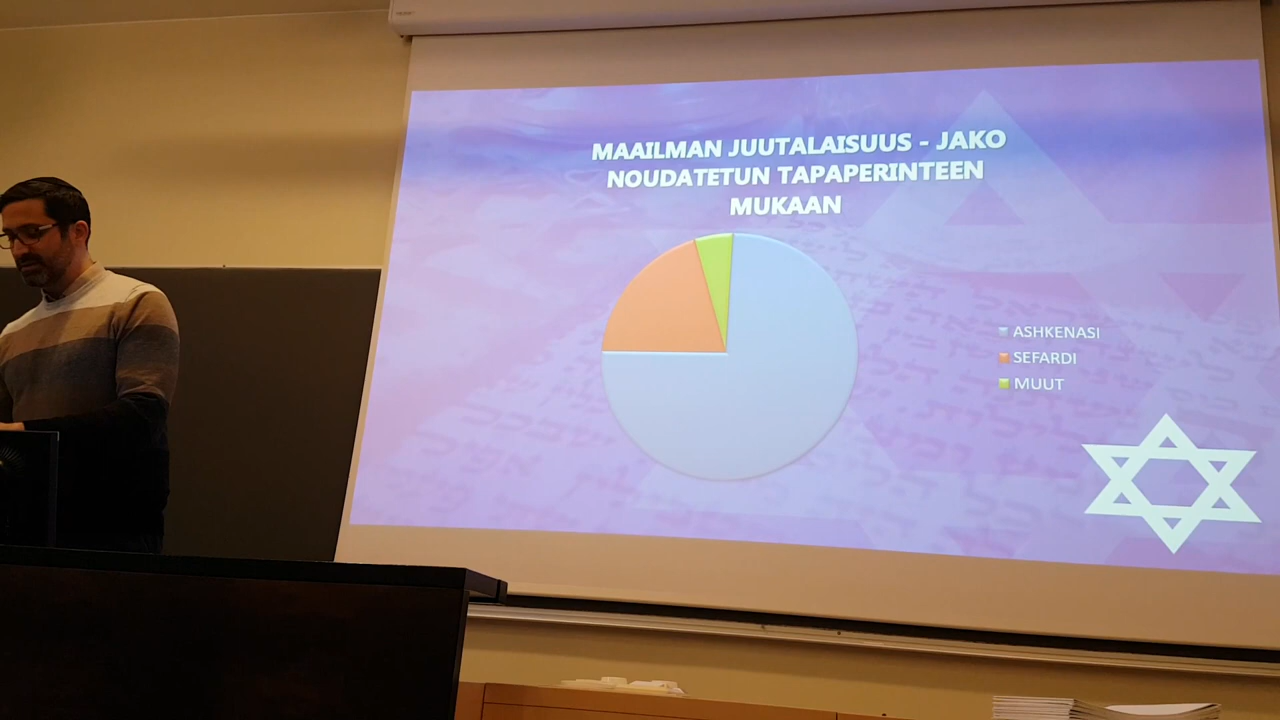 MAAILMAN JUUTALAISUUS - JAKO
NOUDATETUN TAPAPERINTEEN
MUKAAN
ASHKENASI
SEFARDI
MUUT